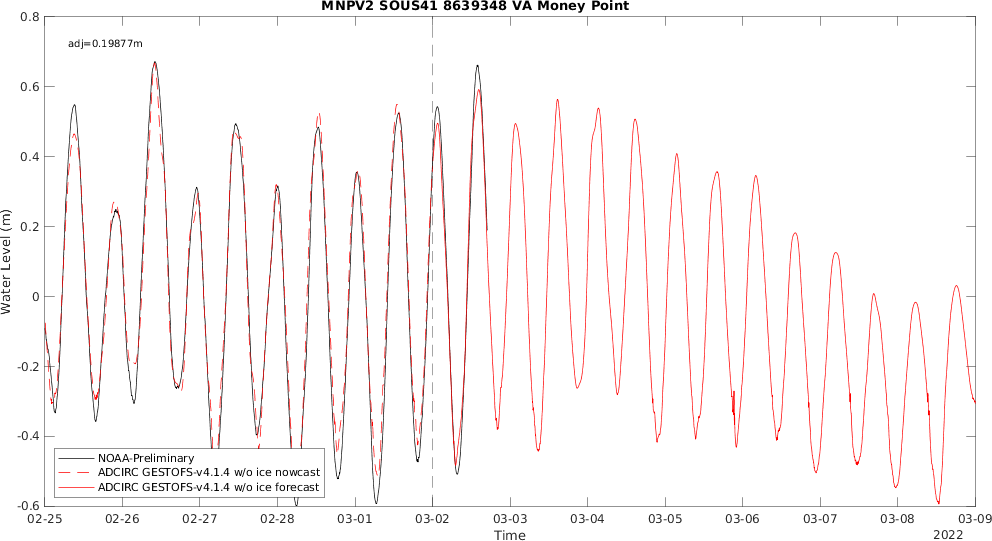 MNPV2 SOUS41 8639348 VA Money Point
adj=0.19877m
Water Level (m)
0.8
0.6
0.4
0.2
0
-0.2
-0.4
-0.6
NOAA-Preliminary
ADCIRC GESTOFS-v4.1.4 w/o ice nowcast
ADCIRC GESTOFS-v4.1.4 w/o ice forecast
02-25 02-26 02-27 02-28 03-01 03-02 03-03 03-04 03-05 03-06 03-07 03-08 03-09
Time
2022